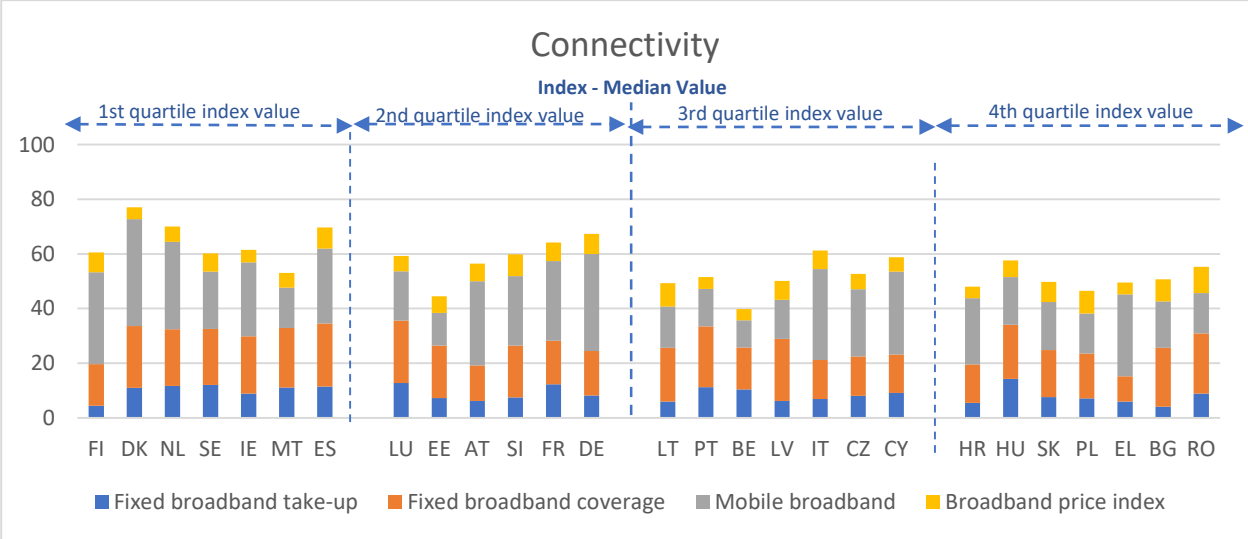 Connectivity
Index - Median Value
1st quartile index value
2nd quartile index value
3rd quartile index value
4th quartile index value
100
80
60
40
20
0
FI DK NL SE IE MT ES LU EE AT SI FR DE LT PT BE LV IT CZ CY HR HU SK PL EL BG RO
Fixed broadband take-up Fixed broadband coverage Mobile broadband Broadband price index